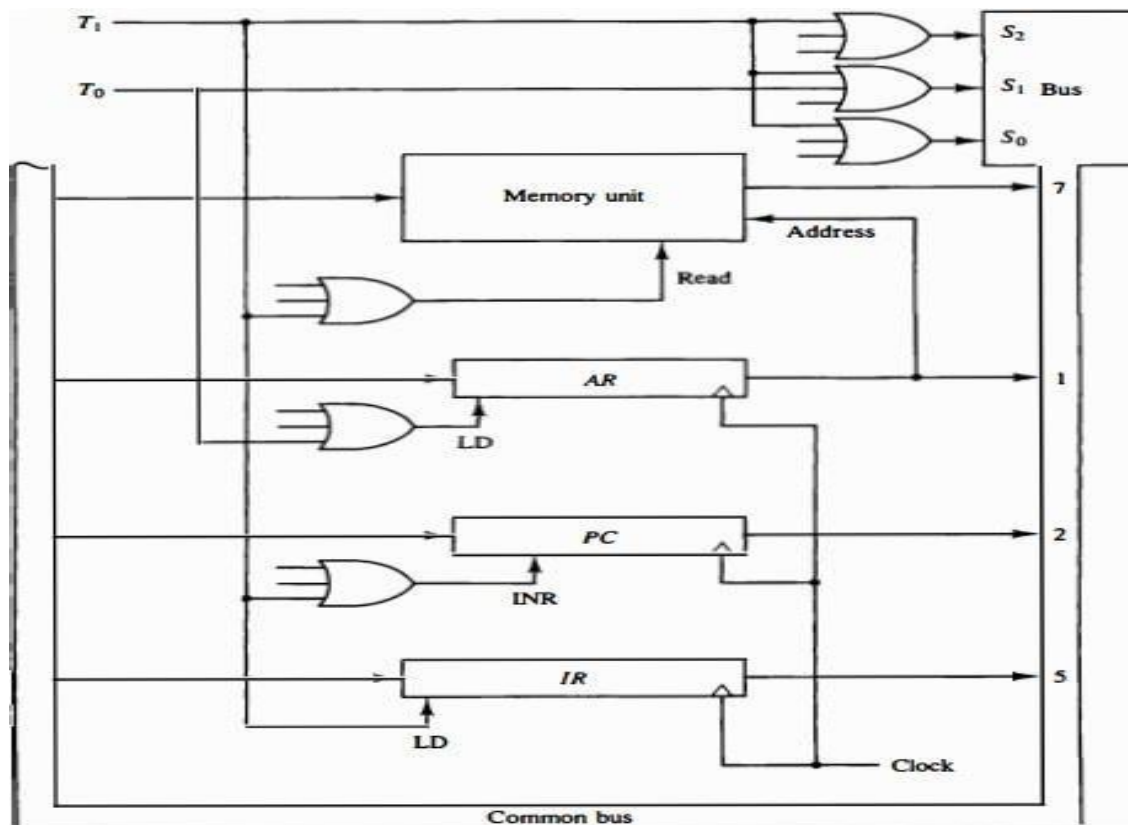 T₁
S₂
T₀
S₁ Bus
S₀
7
Memory unit
Address
Read
AR
1
LD
PC
2
INR
IR
5
LD
Clock
Common bus